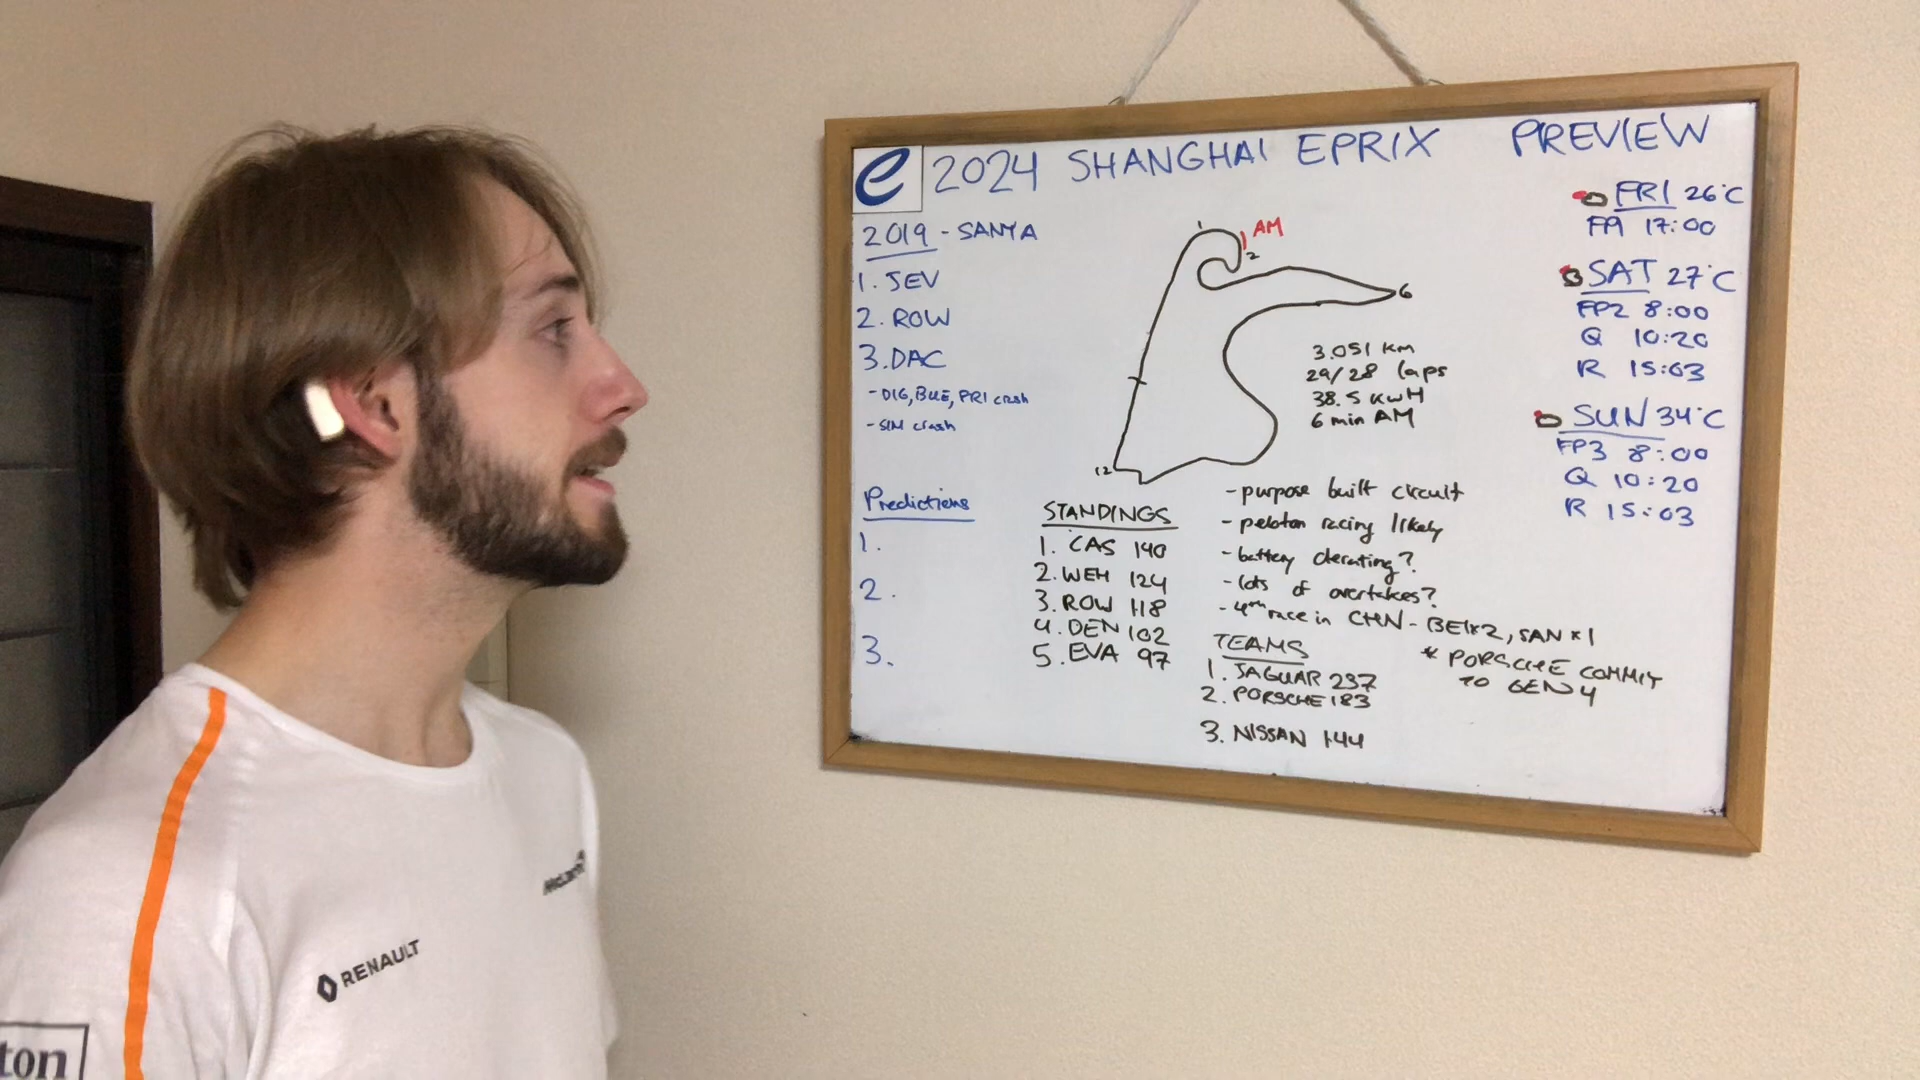 e 2024 SHANGHAI EPRIX PREVIEW
2019 - SANYA
1. JEV
2. ROW
3. DAC
- DIG, BUE, PRI crash
- SIM crash
Predictions
1.
2.
3.
1
AM
2
6
12
3.051 km
29/28 laps
38.5 KWH
6 min AM
FRI 26°C
FP1 17:00
SAT 27°C
FP2 8:00
Q 10:20
R 15:03
SUN 34°C
FP3 8:00
Q 10:20
R 15:03
STANDINGS
1. CAS 140
2. WEH 124
3. ROW 118
4. DEN 102
5. EVA 97
- purpose built circuit
- peloton racing likely
- battery derating?
- lots of overtakes?
- 4th race in CHN - BEIx2, SAN x1
TEAMS
1. JAGUAR 237
2. PORSCHE 183
3. NISSAN 144
* PORSCHE COMMIT
TO GEN 4
McLaren
RENAULT
ton